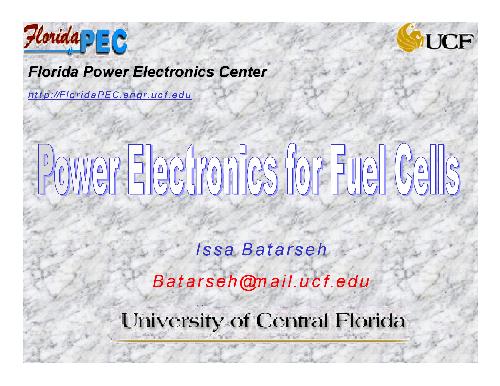 Florida PEC
UCF
Florida Power Electronics Center
http://FloridaPEC.engr.ucf.edu
Power Electronics for Fuel Cells
Issa Batarseh
Batarseh@mail.ucf.edu
University of Central Florida